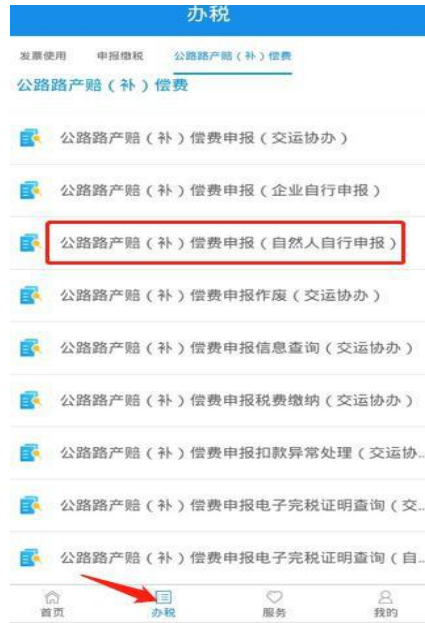 办税
发票使用 申报缴税 公路路产赔（补）偿费
公路路产赔（补）偿费
公路路产赔（补）偿费申报（交运协办）
公路路产赔（补）偿费申报（企业自行申报）
公路路产赔（补）偿费申报（自然人自行申报）
公路路产赔（补）偿费申报作废（交运协办）
公路路产赔（补）偿费申报信息查询（交运协办）
公路路产赔（补）偿费申报税费缴纳（交运协办）
公路路产赔（补）偿费申报扣款异常处理（交运协...
公路路产赔（补）偿费申报电子完税证明查询（交...
公路路产赔（补）偿费申报电子完税证明查询（自...
首页 办税 服务 我的